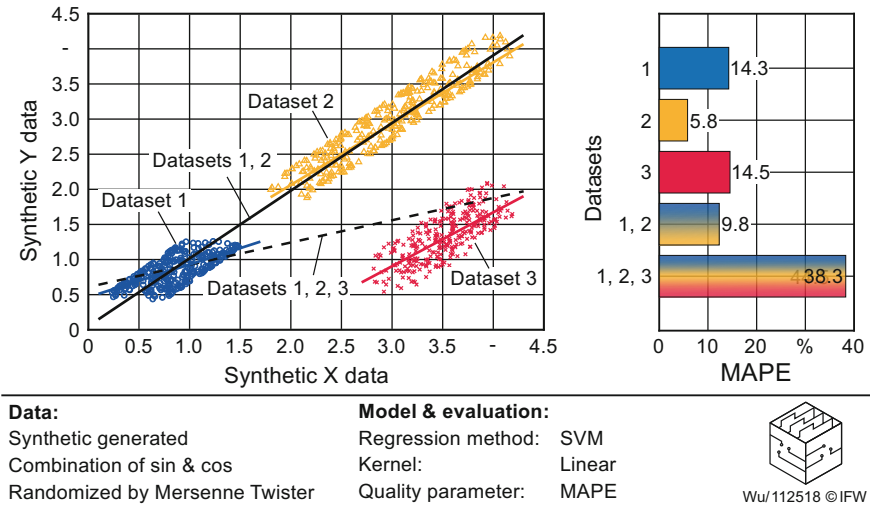 Synthetic Y data
-
3.5
3.0
2.5
2.0
1.5
1.0
0.5
0
Dataset 2
Datasets 1, 2
Dataset 1
Datasets 1, 2, 3
Dataset 3
0 0.5 1.0 1.5 2.0 2.5 3.0 3.5 - 4.5
Synthetic X data
Datasets
1 14.3
2 5.8
3 14.5
1, 2 9.8
1, 2, 3 38.3
0 10 20 % 40
MAPE
Data:
Synthetic generated
Combination of sin & cos
Randomized by Mersenne Twister
Model & evaluation:
Regression method: SVM
Kernel: Linear
Quality parameter: MAPE
Wu/112518 ©IFW